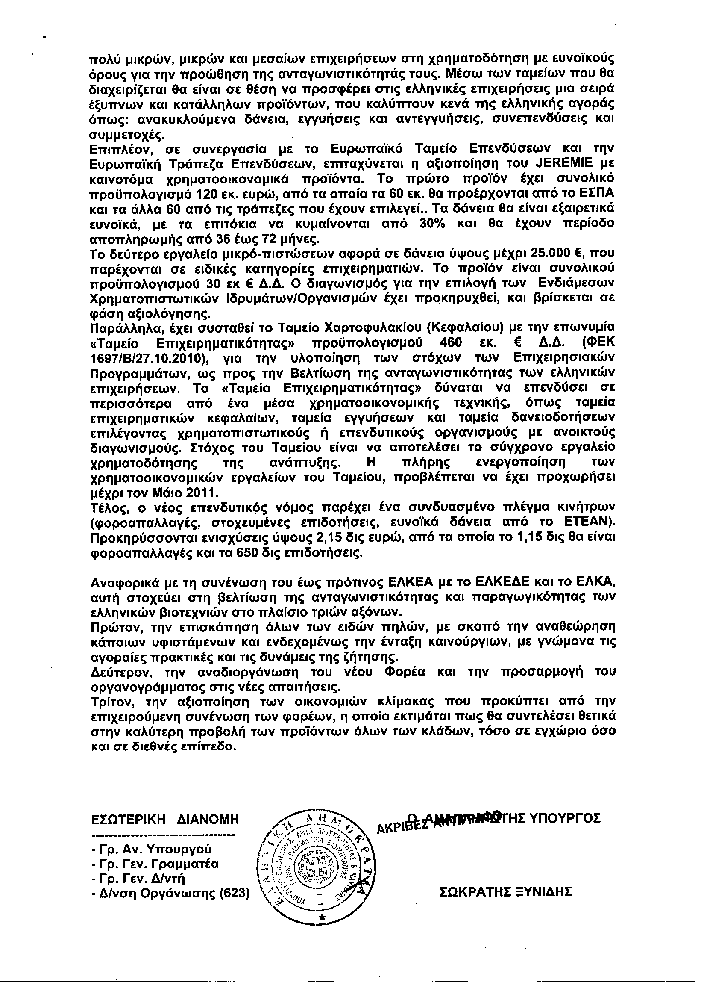 πολύ μικρών, μικρών και μεσαίων επιχειρήσεων στη χρηματοδότηση με ευνοϊκούς
όρους για την προώθηση της ανταγωνιστικότητάς τους. Μέσω των ταμείων που θα
διαχειρίζεται θα είναι σε θέση να προσφέρει στις ελληνικές επιχειρήσεις μια σειρά
έξυπνων και κατάλληλων προϊόντων, που καλύπτουν κενά της ελληνικής αγοράς
όπως: ανακυκλούμενα δάνεια, εγγυήσεις και αντεγγυήσεις, συνεπενδύσεις και
συμμετοχές.
Επιπλέον, σε συνεργασία με το Ευρωπαϊκό Ταμείο Επενδύσεων και την
Ευρωπαϊκή Τράπεζα Επενδύσεων, επιταχύνεται η αξιοποίηση του JEREMIE με
καινοτόμα χρηματοοικονομικά προϊόντα. Το πρώτο προϊόν έχει συνολικό
προϋπολογισμό 120 εκ. ευρώ, από τα οποία τα 60 εκ. θα προέρχονται από το ΕΣΠΑ
και τα άλλα 60 από τις τράπεζες που έχουν επιλεγεί.. Τα δάνεια θα είναι εξαιρετικά
ευνοϊκά, με τα επιτόκια να κυμαίνονται από 30% και θα έχουν περίοδο
αποπληρωμής από 36 έως 72 μήνες.
Το δεύτερο εργαλείο μικρό-πιστώσεων αφορά σε δάνεια ύψους μέχρι 25.000 €, που
παρέχονται σε ειδικές κατηγορίες επιχειρηματιών. Το προϊόν είναι συνολικού
προϋπολογισμού 30 εκ € Δ.Δ. Ο διαγωνισμός για την επιλογή των Ενδιάμεσων
Χρηματοπιστωτικών Ιδρυμάτων/Οργανισμών έχει προκηρυχθεί, και βρίσκεται σε
φάση αξιολόγησης.
Παράλληλα, έχει συσταθεί το Ταμείο Χαρτοφυλακίου (Κεφαλαίου) με την επωνυμία
«Ταμείο Επιχειρηματικότητας» προϋπολογισμού 460 εκ. € Δ.Δ. (ΦΕΚ
1697/Β/27.10.2010), για την υλοποίηση των στόχων των Επιχειρησιακών
Προγραμμάτων, ως προς την Βελτίωση της ανταγωνιστικότητας των ελληνικών
επιχειρήσεων. Το «Ταμείο Επιχειρηματικότητας» δύναται να επενδύσει σε
περισσότερα από ένα μέσα χρηματοοικονομικής τεχνικής, όπως ταμεία
επιχειρηματικών κεφαλαίων, ταμεία εγγυήσεων και ταμεία δανειοδοτήσεων
επιλέγοντας χρηματοπιστωτικούς ή επενδυτικούς οργανισμούς με ανοικτούς
διαγωνισμούς. Στόχος του Ταμείου είναι να αποτελέσει το σύγχρονο εργαλείο
χρηματοδότησης της ανάπτυξης. Η πλήρης ενεργοποίηση των
χρηματοοικονομικών εργαλείων του Ταμείου, προβλέπεται να έχει προχωρήσει
μέχρι τον Μάιο 2011.
Τέλος, ο νέος επενδυτικός νόμος παρέχει ένα συνδυασμένο πλέγμα κινήτρων
(φοροαπαλλαγές, στοχευμένες επιδοτήσεις, ευνοϊκά δάνεια από το ΕΤΕΑΝ).
Προκηρύσσονται ενισχύσεις ύψους 2,15 δις ευρώ, από τα οποία το 1,15 δις θα είναι
φοροαπαλλαγές και τα 650 δις επιδοτήσεις.
Αναφορικά με τη συνένωση του έως πρότινος ΕΛΚΕΑ με το ΕΛΚΕΔΕ και το ΕΛΚΑ,
αυτή στοχεύει στη βελτίωση της ανταγωνιστικότητας και παραγωγικότητας των
ελληνικών βιοτεχνιών στο πλαίσιο τριών αξόνων.
Πρώτον, την επισκόπηση όλων των ειδών πηλών, με σκοπό την αναθεώρηση
κάποιων υφιστάμενων και ενδεχομένως την ένταξη καινούργιων, με γνώμονα τις
αγοραίες πρακτικές και τις δυνάμεις της ζήτησης.
Δεύτερον, την αναδιοργάνωση του νέου Φορέα και την προσαρμογή του
οργανογράμματος στις νέες απαιτήσεις.
Τρίτον, την αξιοποίηση των οικονομιών κλίμακας που προκύπτει από την
επιχειρούμενη συνένωση των φορέων, η οποία εκτιμάται πως θα συντελέσει θετικά
στην καλύτερη προβολή των προϊόντων όλων των κλάδων, τόσο σε εγχώριο όσο
και σε διεθνές επίπεδο.
ΕΣΩΤΕΡΙΚΗ ΔΙΑΝΟΜΗ
- Γρ. Αν. Υπουργού
- Γρ. Γεν. Γραμματέα
- Γρ. Γεν. Δ/ντή
- Δ/νση Οργάνωσης (623)
ΕΛΛΗΝΙΚΗ ΔΗΜΟΚΡΑΤΙΑ
ΓΕΝΙΚΗ ΓΡΑΜΜΑΤΕΙΑ ΒΙΟΜΗΧΑΝΙΑΣ
ΑΚΡΙΒΕΣ
Ο ΥΠΟΥΡΓΟΣ
ΣΩΚΡΑΤΗΣ ΞΥΝΙΔΗΣ